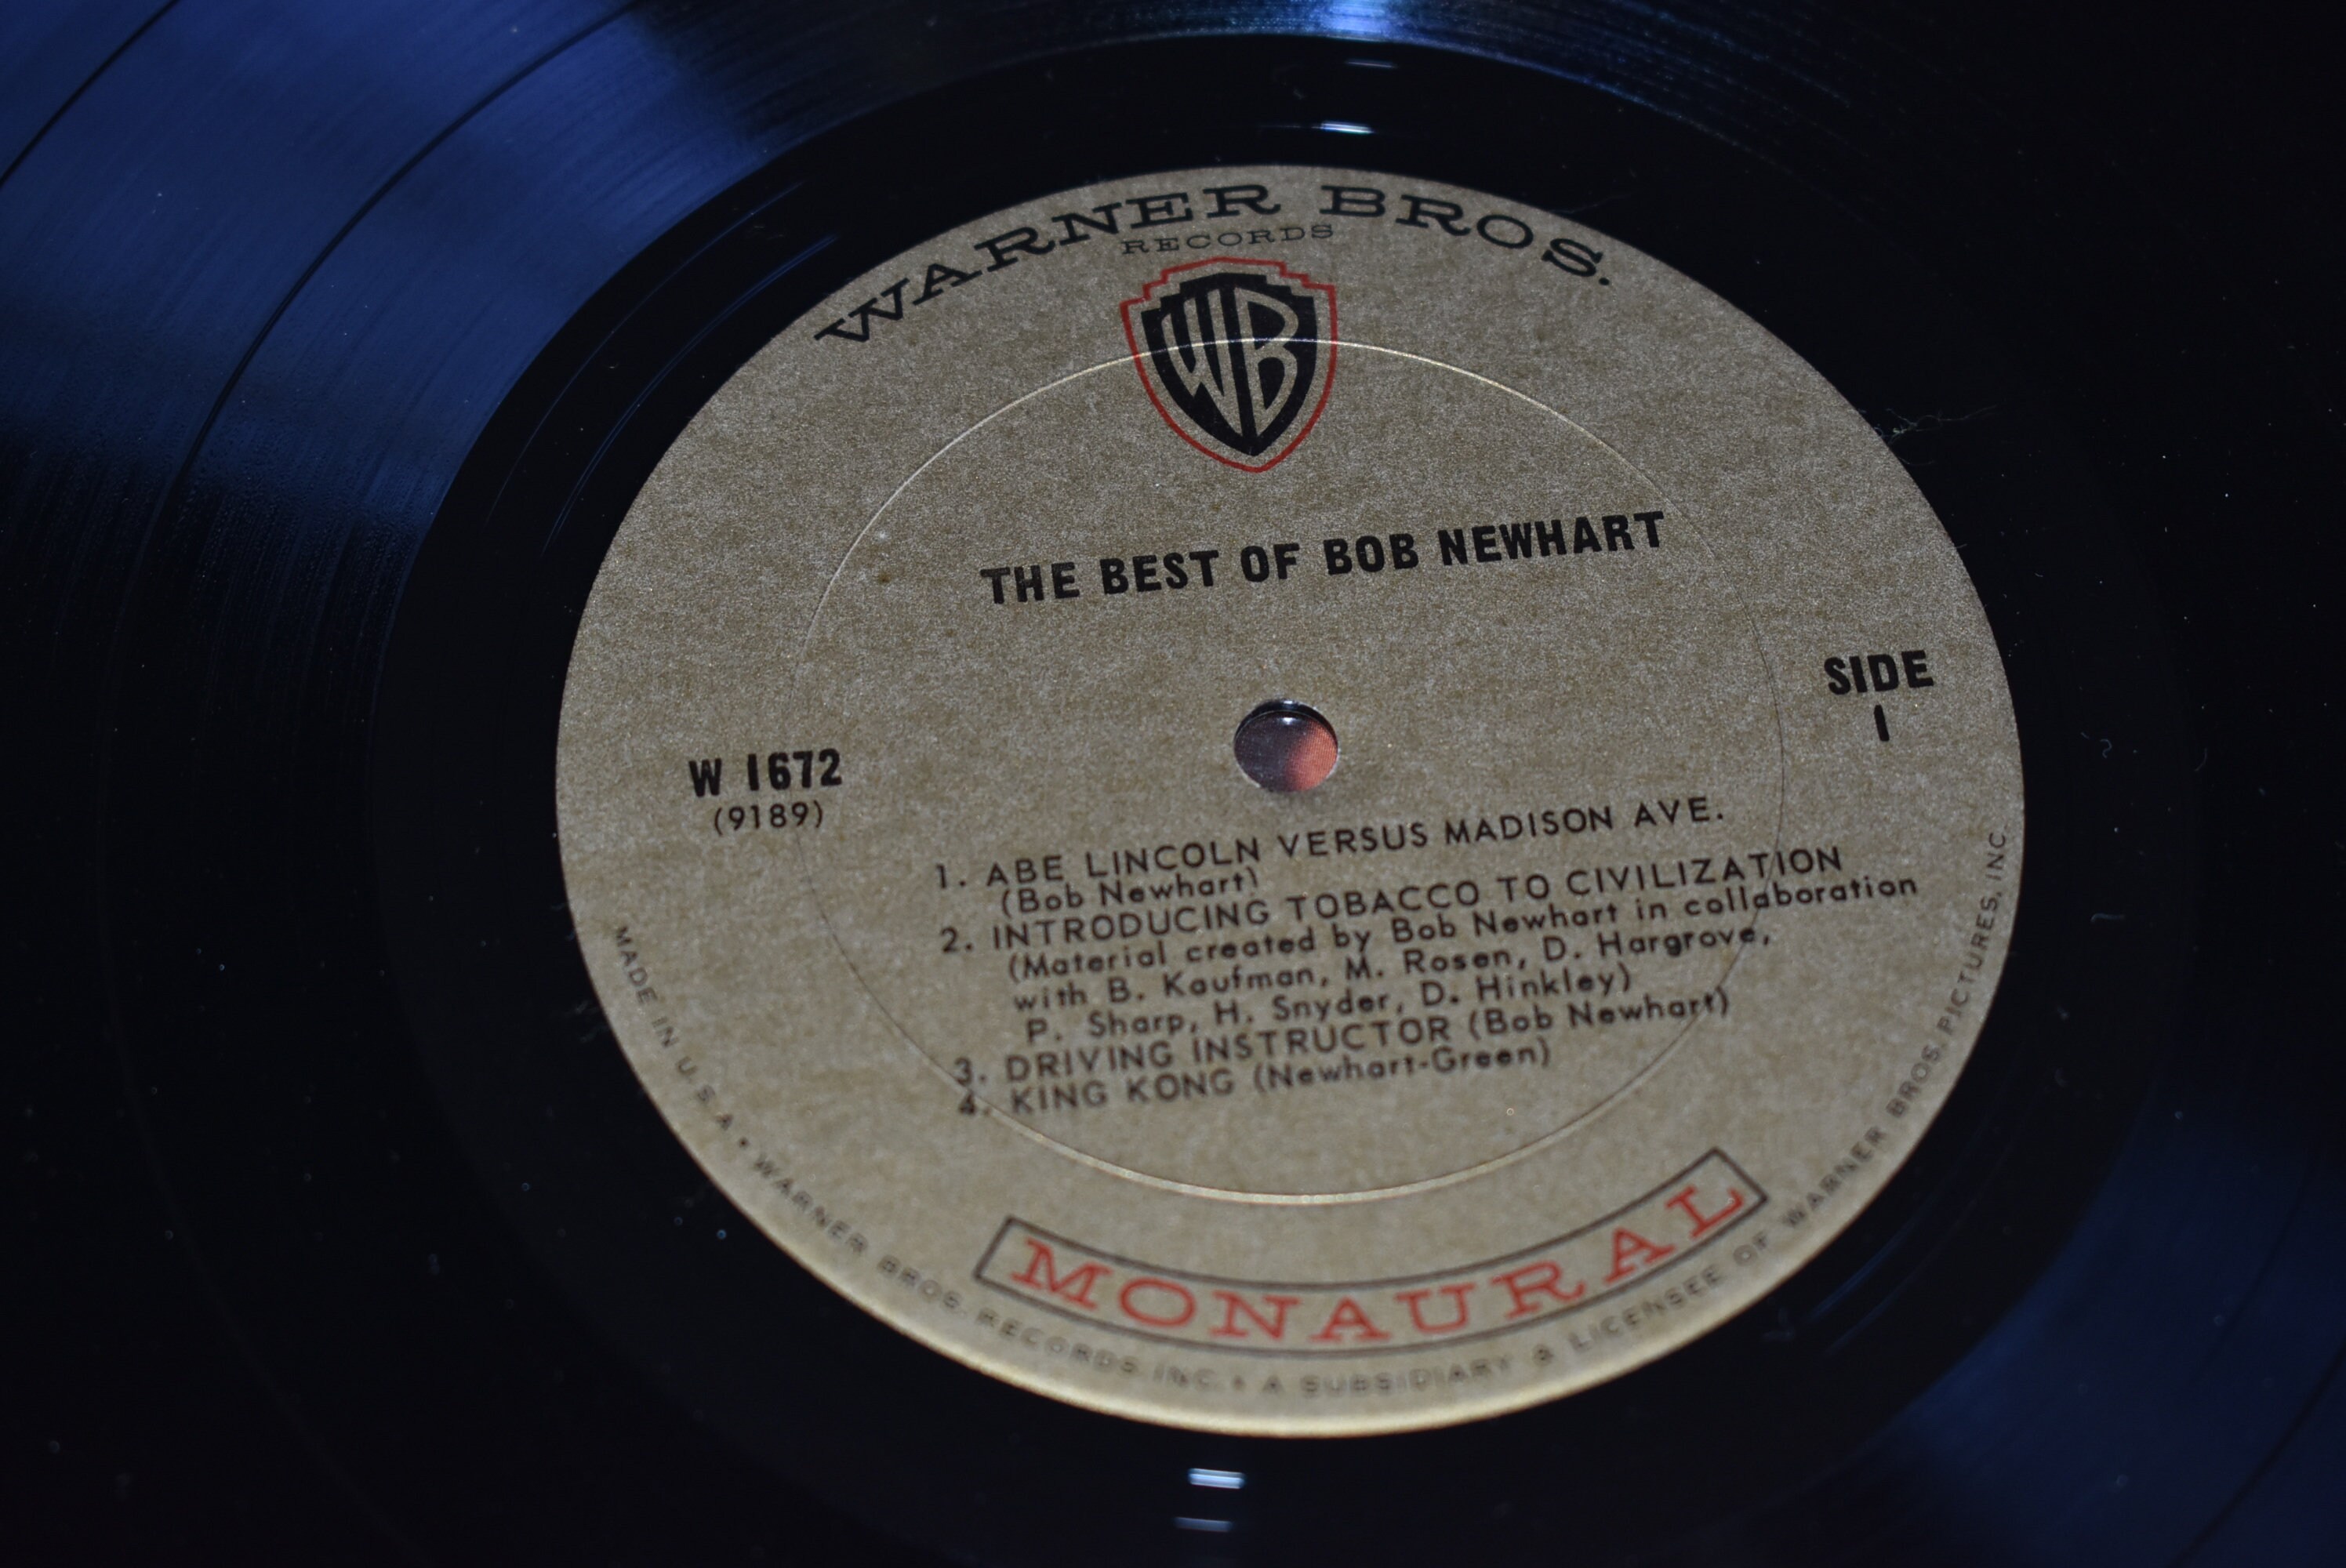 WARNER BROS.
RECORDS
WB
THE BEST OF BOB NEWHART
SIDE
1
W 1672
(9189)
1. ABE LINCOLN VERSUS MADISON AVE.
(Bob Newhart)
2. INTRODUCING TOBACCO TO CIVILIZATION
(Material created by Bob Newhart in collaboration
with B. Kaufman, M. Rosen, D. Hargrove,
P. Sharp, H. Snyder, D. Hinkley)
3. DRIVING INSTRUCTOR (Bob Newhart)
4. KING KONG (Newhart-Green)
MONAURAL
MADE IN U.S.A. • WARNER BROS. RECORDS INC. • A SUBSIDIARY & LICENSEE OF WARNER BROS. PICTURES, INC.